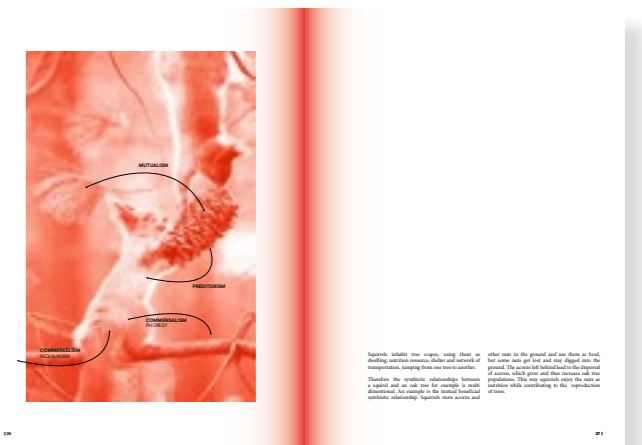 MUTUALISM
PREDITORISM
COMMENSALISM
PHORESY
COMMENSELISM
INQUILINISM
Squirrels inhabit tree scapes, using them as
dwelling, nutrition resource, shelter and network of
transportation, jumping from one tree to another.
Therefore the symbiotic relationships between
a squirel and an oak tree for example is multi
dimentional. An example is the mutual beneficial
symbiotic relationship. Squirrels store acorns and
other nuts in the ground and use them as food,
but some nuts get lost and stay digged into the
ground. The acorns left behind lead to the dispersal
of acorns, which grow and thus increase oak tree
populations. This way squirrels enjoy the nuts as
nutrition while contributing to the reproduction
of trees.
| 26
27 |